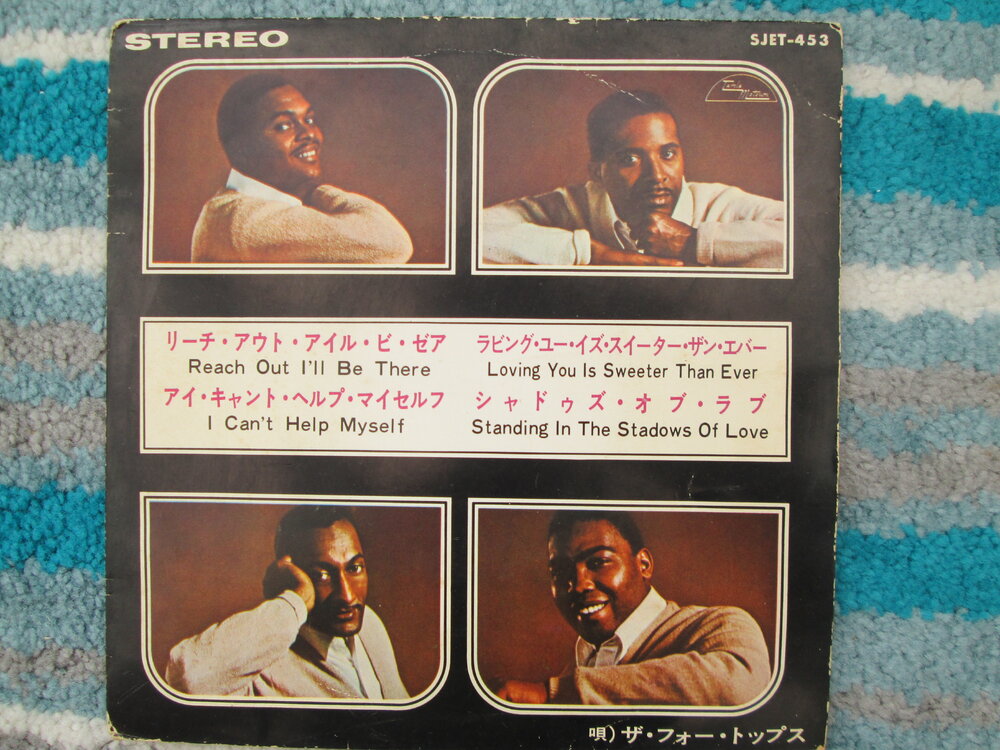 STEREO
SJET-453
Tamla
Motown
リーチ・アウト・アイル・ビ・ゼア
Reach Out I'll Be There
アイ・キャント・ヘルプ・マイセルフ
I Can't Help Myself
ラビング・ユー・イズ・スイーター・ザン・エバー
Loving You Is Sweeter Than Ever
シャドゥズ・オブ・ラブ
Standing In The Stadows Of Love
唄）ザ・フォー・トップス